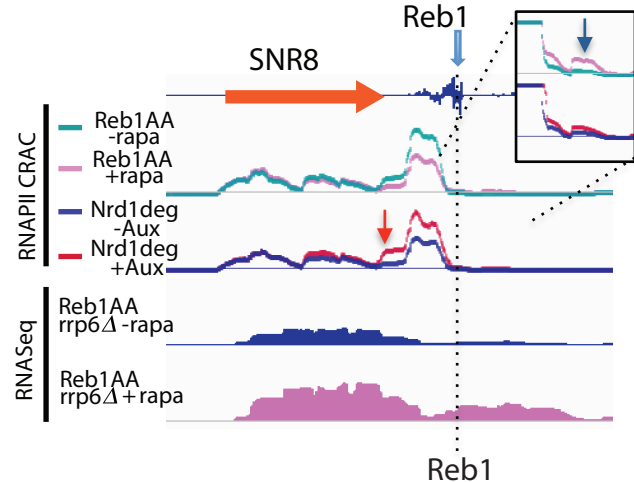 Reb1
SNR8
RNAPII CRAC
Reb1AA
-rapa
Reb1AA
+rapa
Nrd1deg
-Aux
Nrd1deg
+Aux
RNASeq
Reb1AA
rrp6Δ -rapa
Reb1AA
rrp6Δ +rapa
Reb1